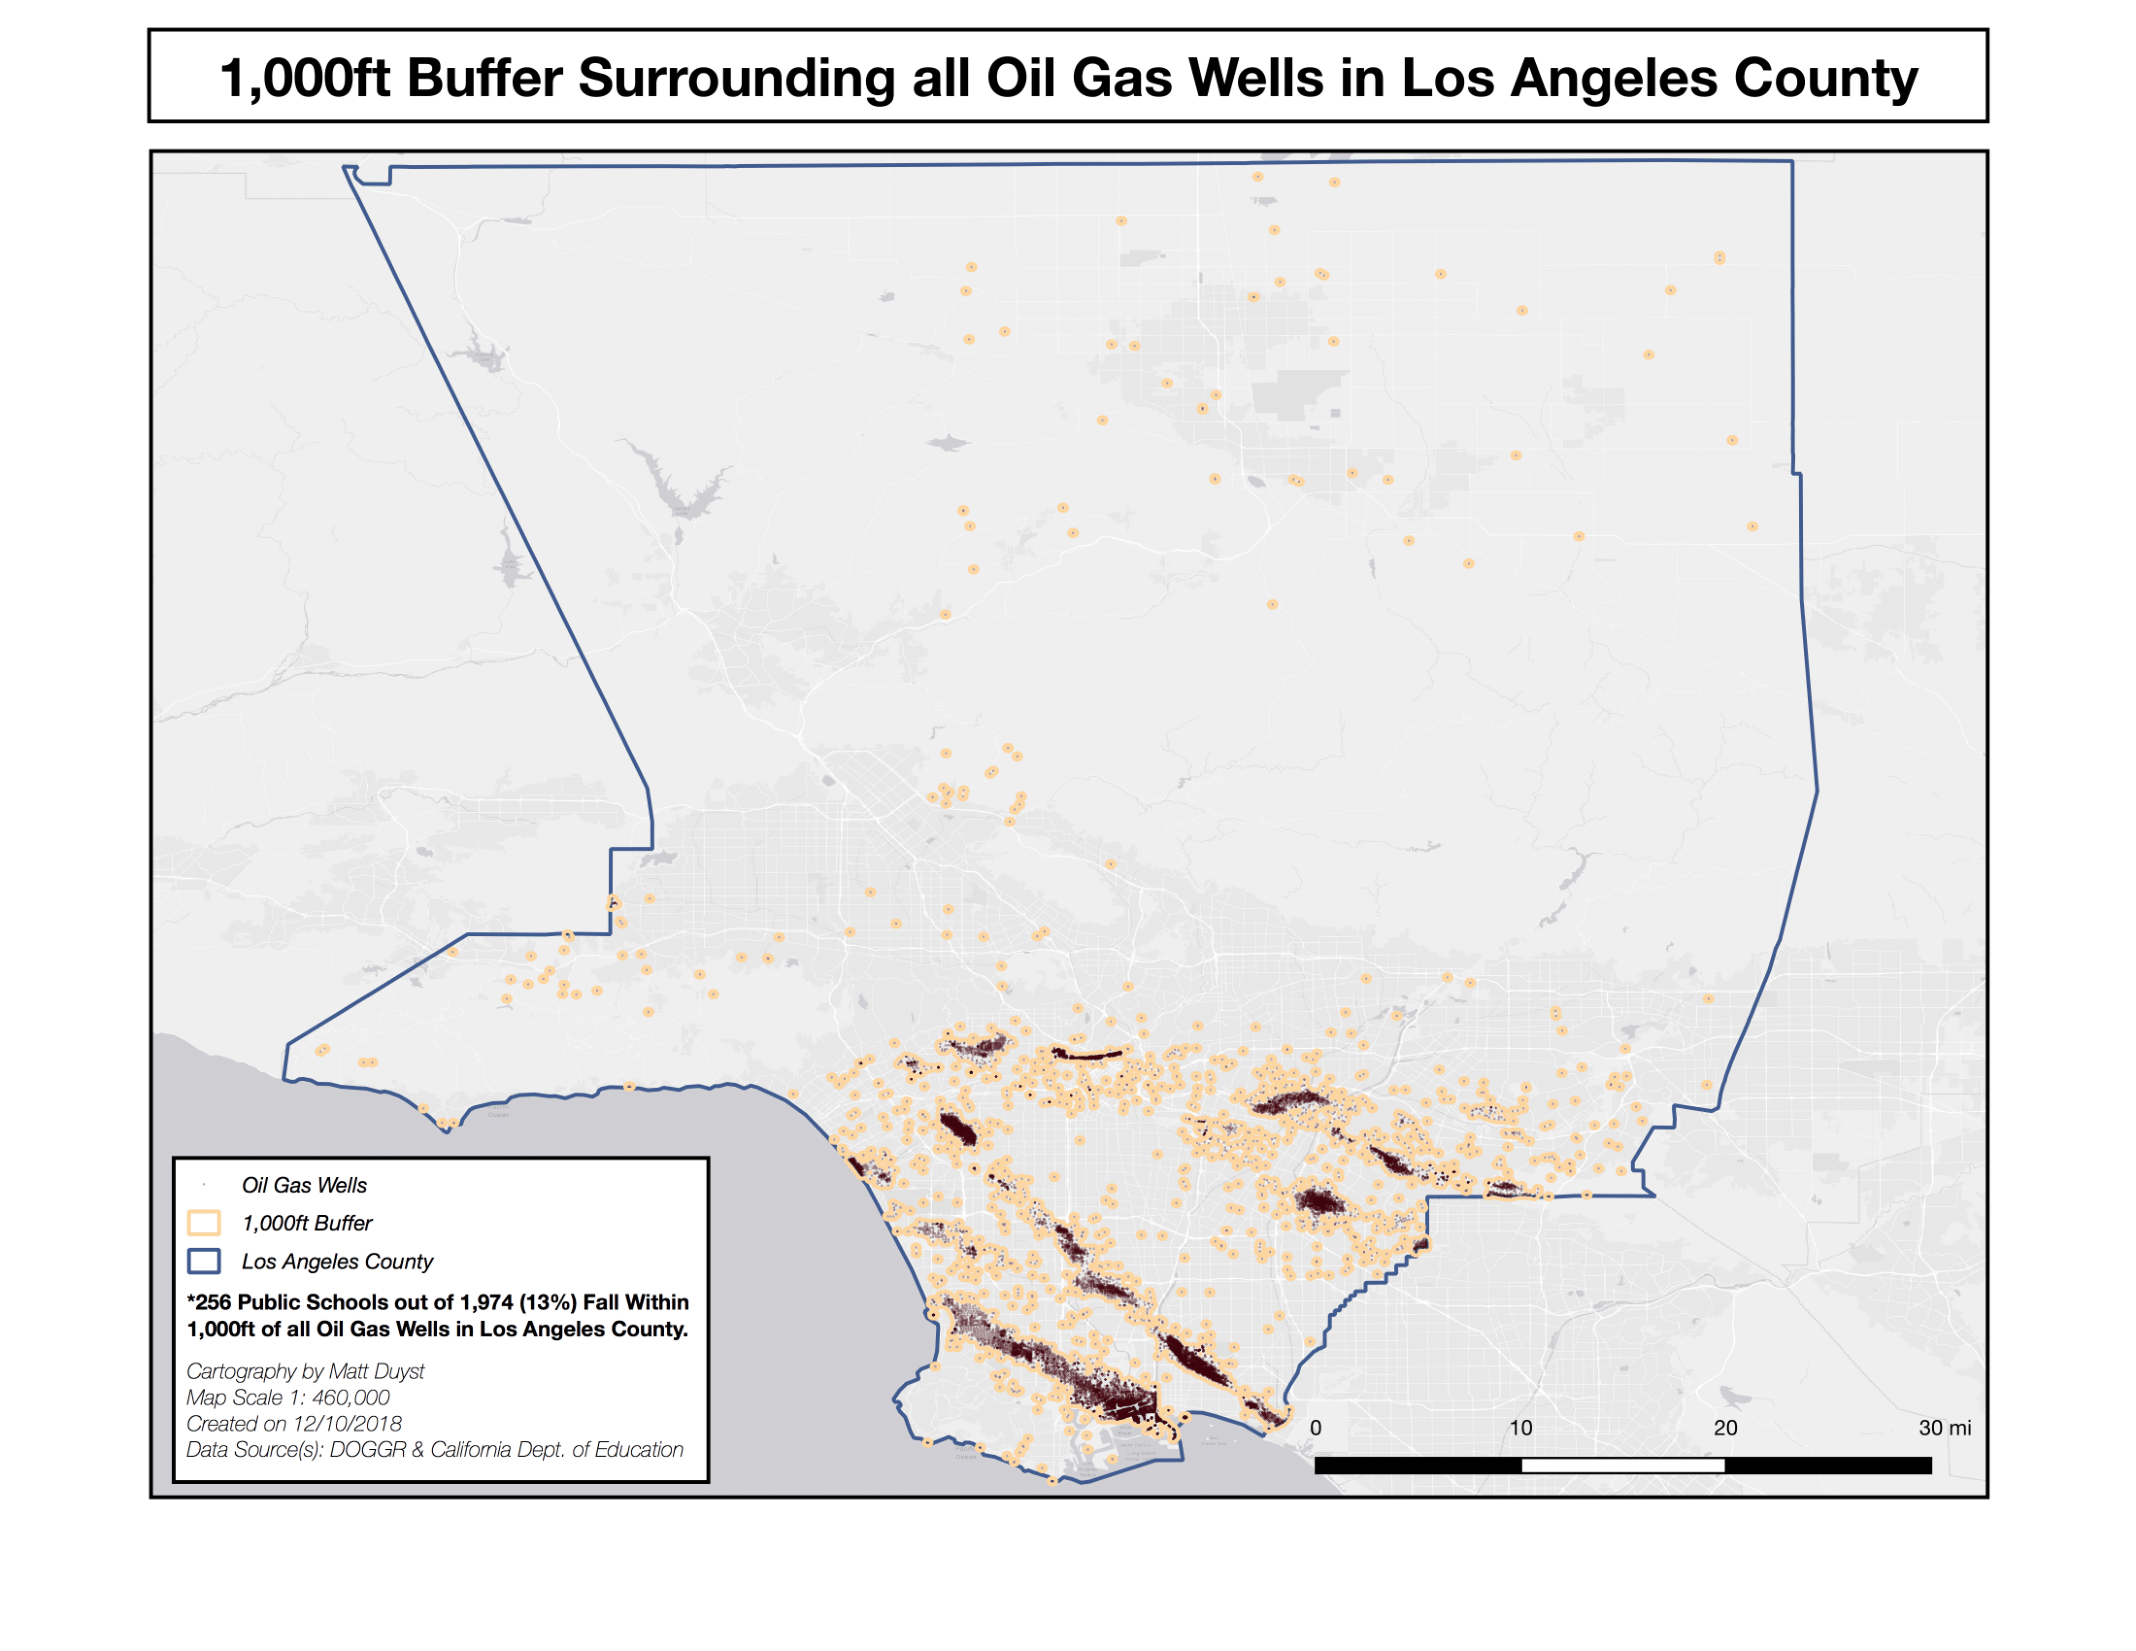 1,000ft Buffer Surrounding all Oil Gas Wells in Los Angeles County
Oil Gas Wells
1,000ft Buffer
Los Angeles County
*256 Public Schools out of 1,974 (13%) Fall Within
1,000ft of all Oil Gas Wells in Los Angeles County.
Cartography by Matt Duyst
Map Scale 1: 460,000
Created on 12/10/2018
Data Source(s): DOGGR & California Dept. of Education
0 10 20 30 mi